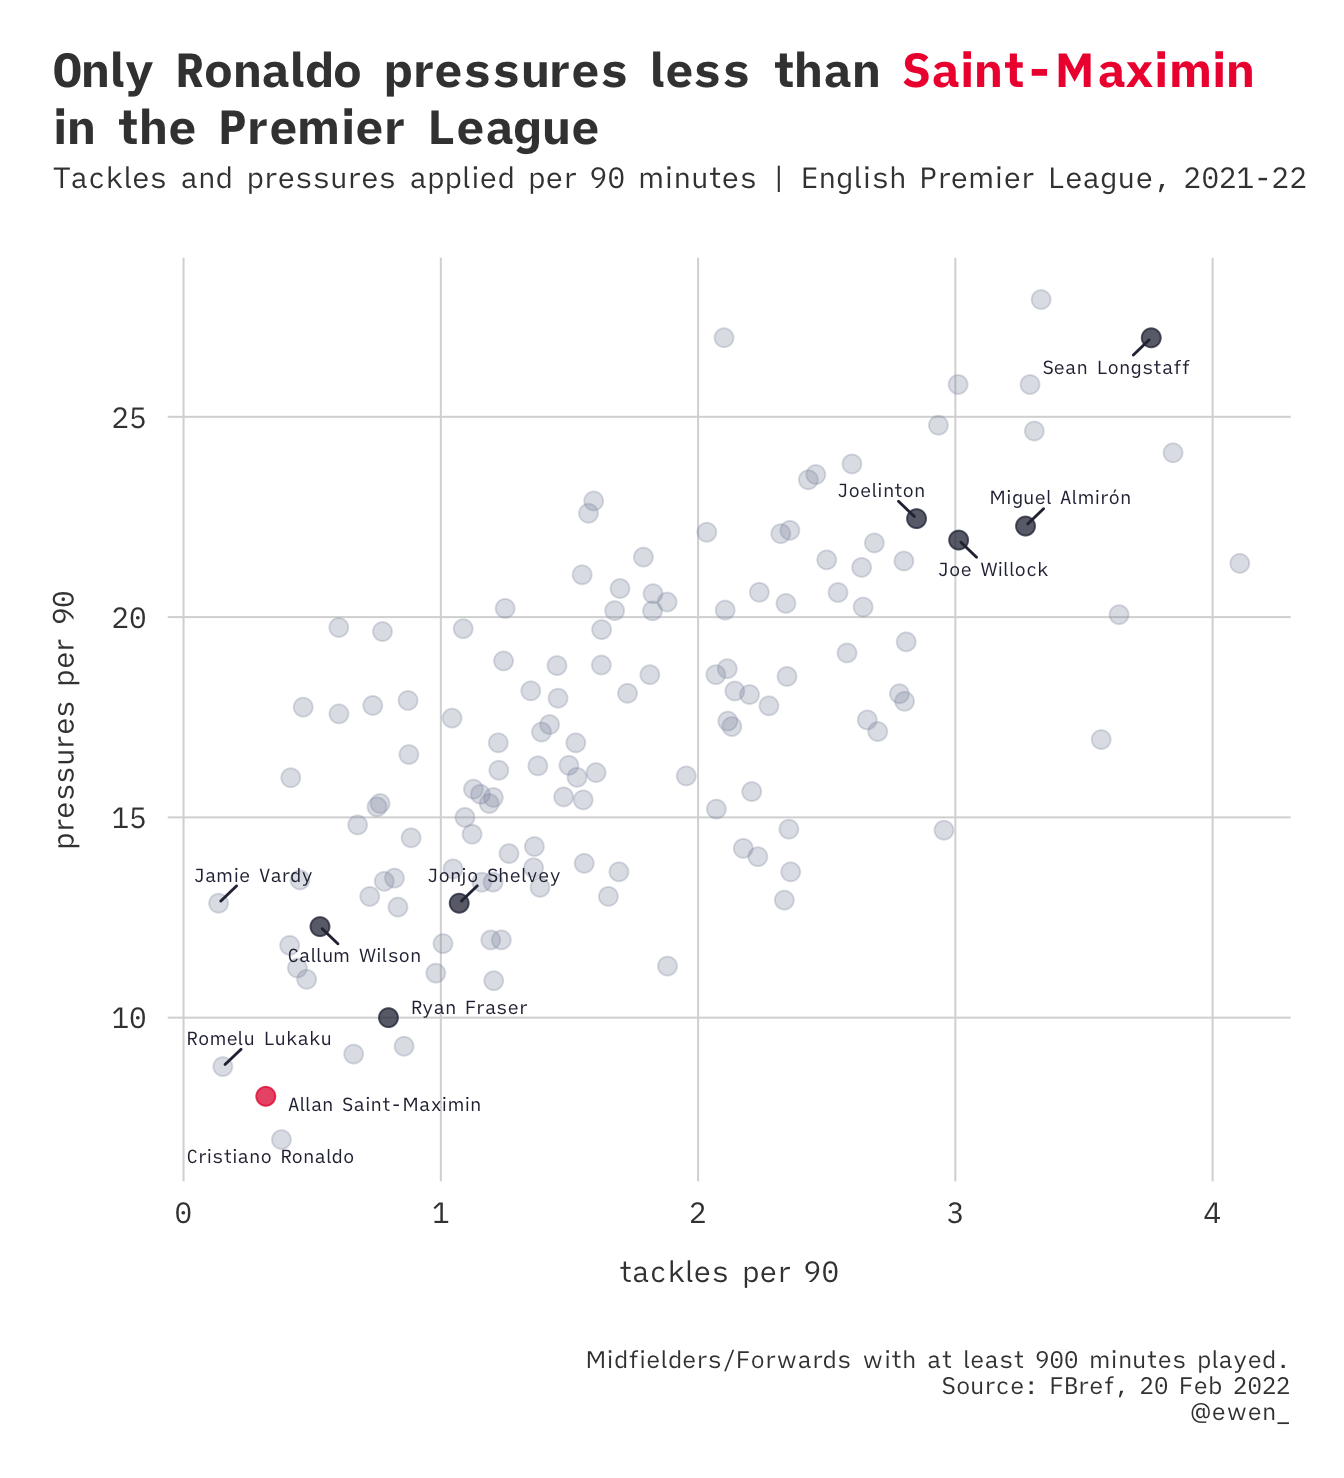 Only Ronaldo pressures less than Saint-Maximin
in the Premier League
Tackles and pressures applied per 90 minutes | English Premier League, 2021-22
Sean Longstaff
25
Joelinton
Miguel Almirón
Joe Willock
20
pressures per 90
15
Jamie Vardy
Jonjo Shelvey
Callum Wilson
Ryan Fraser
10
Romelu Lukaku
Allan Saint-Maximin
Cristiano Ronaldo
0 1 2 3 4
tackles per 90
Midfielders/Forwards with at least 900 minutes played.
Source: FBref, 20 Feb 2022
@ewen_